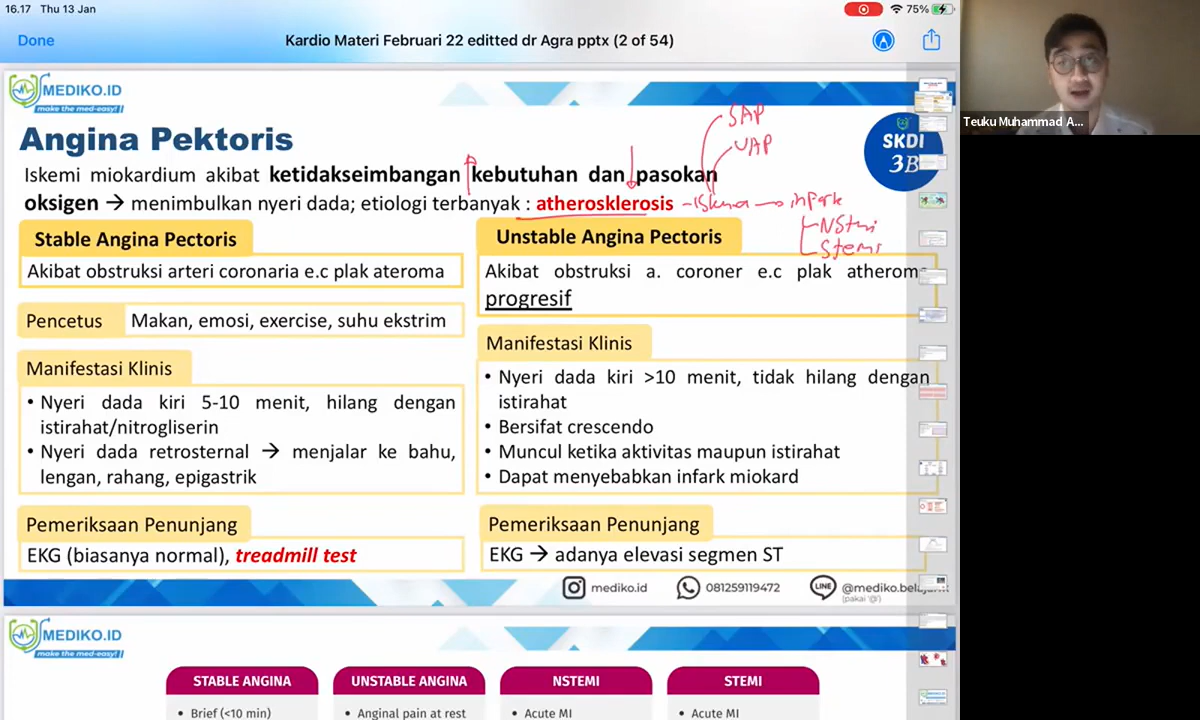 16.17 Thu 13 Jan
75%
Done
Kardio Materi Februari 22 editted dr Agra pptx (2 of 54)
MEDIKO.ID
make the med-easy!
Angina Pektoris
SAP
UAP
SKDI
3B
Teuku Muhammad A...
Iskemi miokardium akibat ketidakseimbangan kebutuhan dan pasokan
oksigen → menimbulkan nyeri dada; etiologi terbanyak : atherosklerosis
infark
NStemi
Stemi
Stable Angina Pectoris
Akibat obstruksi arteri coronaria e.c plak ateroma
Pencetus
Makan, emosi, exercise, suhu ekstrim
Manifestasi Klinis
• Nyeri dada kiri 5-10 menit, hilang dengan
istirahat/nitrogliserin
• Nyeri dada retrosternal → menjalar ke bahu,
lengan, rahang, epigastrik
Pemeriksaan Penunjang
EKG (biasanya normal), treadmill test
Unstable Angina Pectoris
Akibat obstruksi a. coroner e.c plak atherom
progresif
Manifestasi Klinis
• Nyeri dada kiri >10 menit, tidak hilang dengan
istirahat
• Bersifat crescendo
• Muncul ketika aktivitas maupun istirahat
• Dapat menyebabkan infark miokard
Pemeriksaan Penunjang
EKG → adanya elevasi segmen ST
mediko.id
081259119472
LINE
(pakai '@')
MEDIKO.ID
make the med-easy!
STABLE ANGINA
UNSTABLE ANGINA
NSTEMI
STEMI
• Brief (<10 min)
• Anginal pain at rest
• Acute MI
• Acute MI